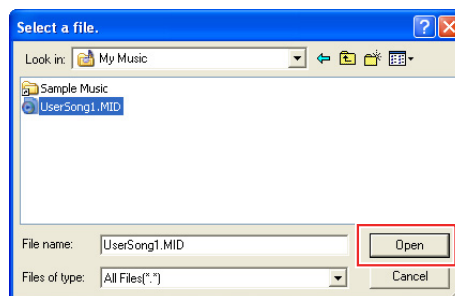 Select a file.
Look in: My Music
Sample Music
UserSong1.MID
File name: UserSong1.MID Open
Files of type: All Files(*.*) Cancel